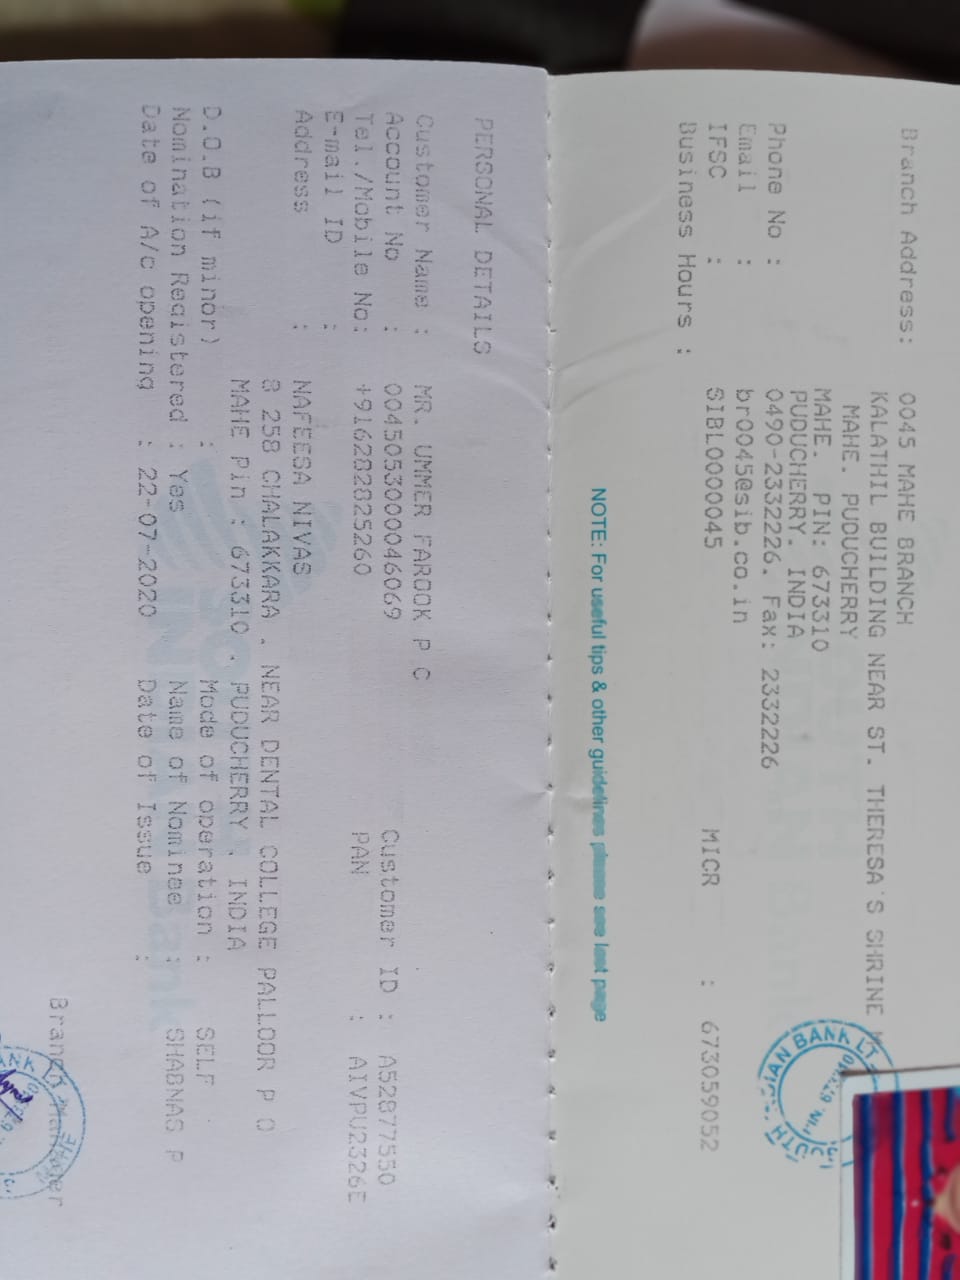 Branch Address: 0045 MAHE BRANCH
KALATHIL BUILDING NEAR ST. THERESA'S SHRINE
MAHE. PUDUCHERRY
MAHE. PIN: 673310
PUDUCHERRY. INDIA
Phone No : 0490-2332226. Fax: 2332226
Email : br0045@sib.co.in
IFSC : SIBL0000045 MICR : 673059052
Business Hours :
NOTE: For useful tips & other guidelines please see last page
PERSONAL DETAILS
Customer Name : MR. UMMER FAROOK P C
Account No : 0045053000046069 Customer ID : A52877550
Tel./Mobile No: +916282825260 PAN : AIVPU2326E
E-mail ID :
Address : NAFEESA NIVAS
8 258 CHALAKKARA . NEAR DENTAL COLLEGE PALLOOR P O
MAHE Pin : 673310 . PUDUCHERRY . INDIA
D.O.B (if minor) : Mode of operation : SELF
Nomination Registered : Yes Name of Nominee : SHABNAS P
Date of A/c opening : 22-07-2020 Date of Issue :
Branch Manager